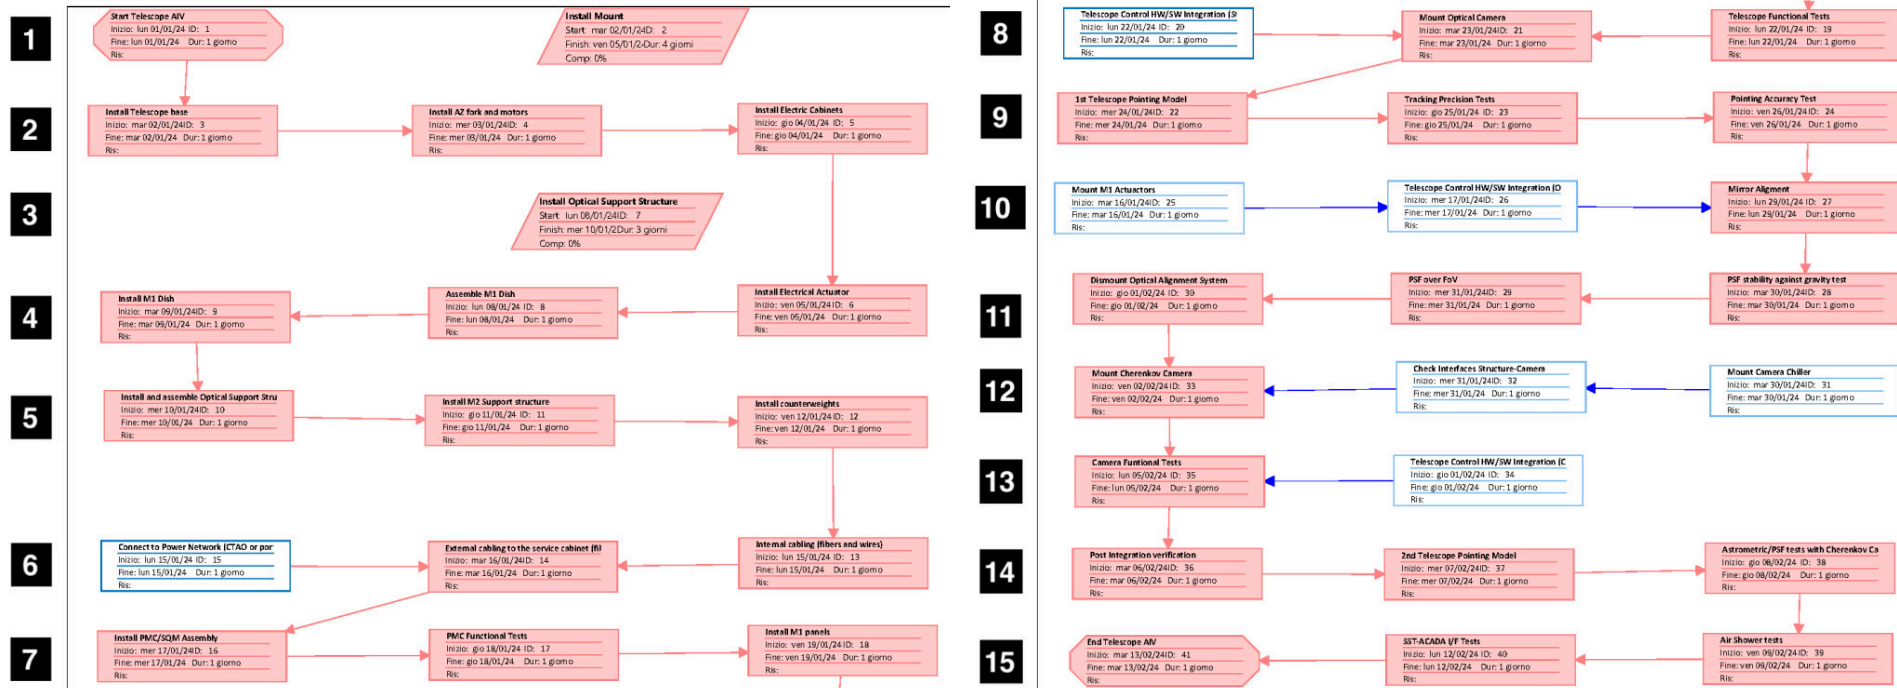 1
Start Telescope AIV
Inizio: lun 01/01/24 ID: 1
Fine: lun 01/01/24 Dur: 1 giorno
Ris:
Install Mount
Start: mar 02/01/24ID: 2
Finish: ven 05/01/2-Dur: 4 giorni
Comp: 0%
2
Install Telescope base
Inizio: mar 02/01/24ID: 3
Fine: mar 02/01/24 Dur: 1 giorno
Ris:
Install AZ fork and motors
Inizio: mer 03/01/24ID: 4
Fine: mer 03/01/24 Dur: 1 giorno
Ris:
Install Electric Cabinets
Inizio: gio 04/01/24 ID: 5
Fine: gio 04/01/24 Dur: 1 giorno
Ris:
3
Install Optical Support Structure
Start: lun 08/01/24ID: 7
Finish: mer 10/01/2Dur: 3 giorni
Comp: 0%
4
Install M1 Dish
Inizio: mar 09/01/24ID: 9
Fine: mar 09/01/24 Dur: 1 giorno
Ris:
Assemble M1 Dish
Inizio: lun 08/01/24 ID: 8
Fine: lun 08/01/24 Dur: 1 giorno
Ris:
Install Electrical Actuator
Inizio: ven 05/01/24 ID: 6
Fine: ven 05/01/24 Dur: 1 giorno
Ris:
5
Install and assemble Optical Support Stru
Inizio: mer 10/01/24ID: 10
Fine: mer 10/01/24 Dur: 1 giorno
Ris:
Install M2 Support structure
Inizio: gio 11/01/24 ID: 11
Fine: gio 11/01/24 Dur: 1 giorno
Ris:
Install counterweights
Inizio: ven 12/01/24 ID: 12
Fine: ven 12/01/24 Dur: 1 giorno
Ris:
6
Connect to Power Network (CTAO or por
Inizio: lun 15/01/24 ID: 15
Fine: lun 15/01/24 Dur: 1 giorno
Ris:
External cabling to the service cabinet (fil
Inizio: mar 16/01/24ID: 14
Fine: mar 16/01/24 Dur: 1 giorno
Ris:
Internal cabling (fibers and wires)
Inizio: lun 15/01/24 ID: 13
Fine: lun 15/01/24 Dur: 1 giorno
Ris:
7
Install PMC/SQM Assembly
Inizio: mer 17/01/24ID: 16
Fine: mer 17/01/24 Dur: 1 giorno
Ris:
PMC Functional Tests
Inizio: gio 18/01/24 ID: 17
Fine: gio 18/01/24 Dur: 1 giorno
Ris:
Install M1 panels
Inizio: ven 19/01/24 ID: 18
Fine: ven 19/01/24 Dur: 1 giorno
Ris:
8
Telescope Control HW/SW Integration (S
Inizio: lun 22/01/24 ID: 20
Fine: lun 22/01/24 Dur: 1 giorno
Ris:
Mount Optical Camera
Inizio: mar 23/01/24ID: 21
Fine: mar 23/01/24 Dur: 1 giorno
Ris:
Telescope Functional Tests
Inizio: lun 22/01/24 ID: 19
Fine: lun 22/01/24 Dur: 1 giorno
Ris:
9
1st Telescope Pointing Model
Inizio: mer 24/01/24ID: 22
Fine: mer 24/01/24 Dur: 1 giorno
Ris:
Tracking Precision Tests
Inizio: gio 25/01/24 ID: 23
Fine: gio 25/01/24 Dur: 1 giorno
Ris:
Pointing Accuracy Test
Inizio: ven 26/01/24 ID: 24
Fine: ven 26/01/24 Dur: 1 giorno
Ris:
10
Mount M1 Actuactors
Inizio: mar 16/01/24ID: 25
Fine: mar 16/01/24 Dur: 1 giorno
Ris:
Telescope Control HW/SW Integration (O
Inizio: mer 17/01/24ID: 26
Fine: mer 17/01/24 Dur: 1 giorno
Ris:
Mirror Aligment
Inizio: lun 29/01/24 ID: 27
Fine: lun 29/01/24 Dur: 1 giorno
Ris:
11
Dismount Optical Alignment System
Inizio: gio 01/02/24 ID: 30
Fine: gio 01/02/24 Dur: 1 giorno
Ris:
PSF over FoV
Inizio: mer 31/01/24ID: 29
Fine: mer 31/01/24 Dur: 1 giorno
Ris:
PSF stability against gravity test
Inizio: mar 30/01/24ID: 28
Fine: mar 30/01/24 Dur: 1 giorno
Ris:
12
Mount Cherenkov Camera
Inizio: ven 02/02/24 ID: 33
Fine: ven 02/02/24 Dur: 1 giorno
Ris:
Check Interfaces Structure-Camera
Inizio: mer 31/01/24ID: 32
Fine: mer 31/01/24 Dur: 1 giorno
Ris:
Mount Camera Chiller
Inizio: mar 30/01/24ID: 31
Fine: mar 30/01/24 Dur: 1 giorno
Ris:
13
Camera Funtional Tests
Inizio: lun 05/02/24 ID: 35
Fine: lun 05/02/24 Dur: 1 giorno
Ris:
Telescope Control HW/SW Integration (C
Inizio: gio 01/02/24 ID: 34
Fine: gio 01/02/24 Dur: 1 giorno
Ris:
14
Post Integration verification
Inizio: mar 06/02/24ID: 36
Fine: mar 06/02/24 Dur: 1 giorno
Ris:
2nd Telescope Pointing Model
Inizio: mer 07/02/24ID: 37
Fine: mer 07/02/24 Dur: 1 giorno
Ris:
Astrometric/PSF tests with Cherenkov Ca
Inizio: gio 08/02/24 ID: 38
Fine: gio 08/02/24 Dur: 1 giorno
Ris:
15
End Telescope AIV
Inizio: mar 13/02/24ID: 41
Fine: mar 13/02/24 Dur: 1 giorno
Ris:
SST-ACADA I/F Tests
Inizio: lun 12/02/24 ID: 40
Fine: lun 12/02/24 Dur: 1 giorno
Ris:
Air Shower tests
Inizio: ven 09/02/24 ID: 39
Fine: ven 09/02/24 Dur: 1 giorno
Ris: